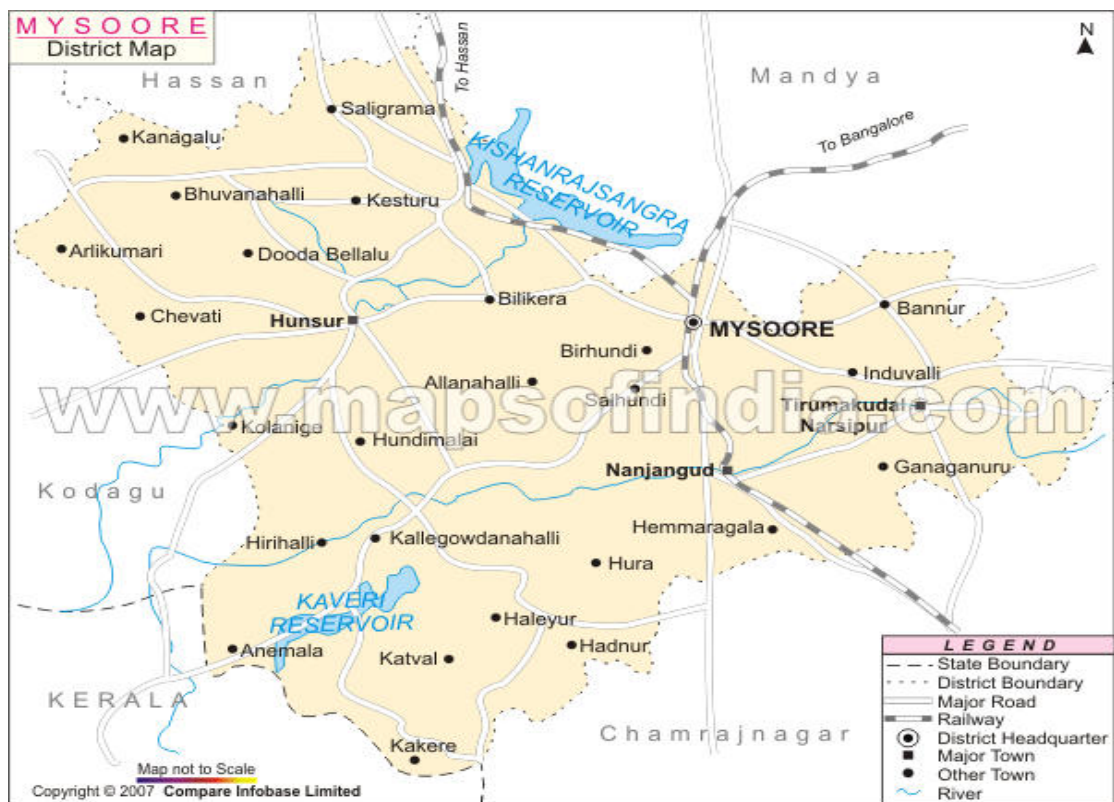 MYSOORE
District Map
N
Hassan
To Hassan
Mandya
To Bangalore
Saligrama
Kanagalu
KISHANRAJSANGRA
RESERVOIR
Bhuvanahalli
Kesturu
Arlikumari
Dooda Bellalu
Chevati
Hunsur
Bilikera
Bannur
MYSOORE
Birhundi
Allanahalli
Salhundi
Induvalli
www.mapsofindia.com
Tirumakudal
Narsipur
Kolanige
Hundimalai
Nanjangud
Ganaganuru
Kodagu
Hirihalli
Kallegowdanahalli
Hemmaragala
Hura
KAVERI
RESERVOIR
Haleyur
Anemala
Katval
Hadnur
KERALA
Chamrajnagar
Kakere
LEGEND
State Boundary
District Boundary
Major Road
Railway
District Headquarter
Major Town
Other Town
River
Map not to Scale
Copyright © 2007 Compare Infobase Limited